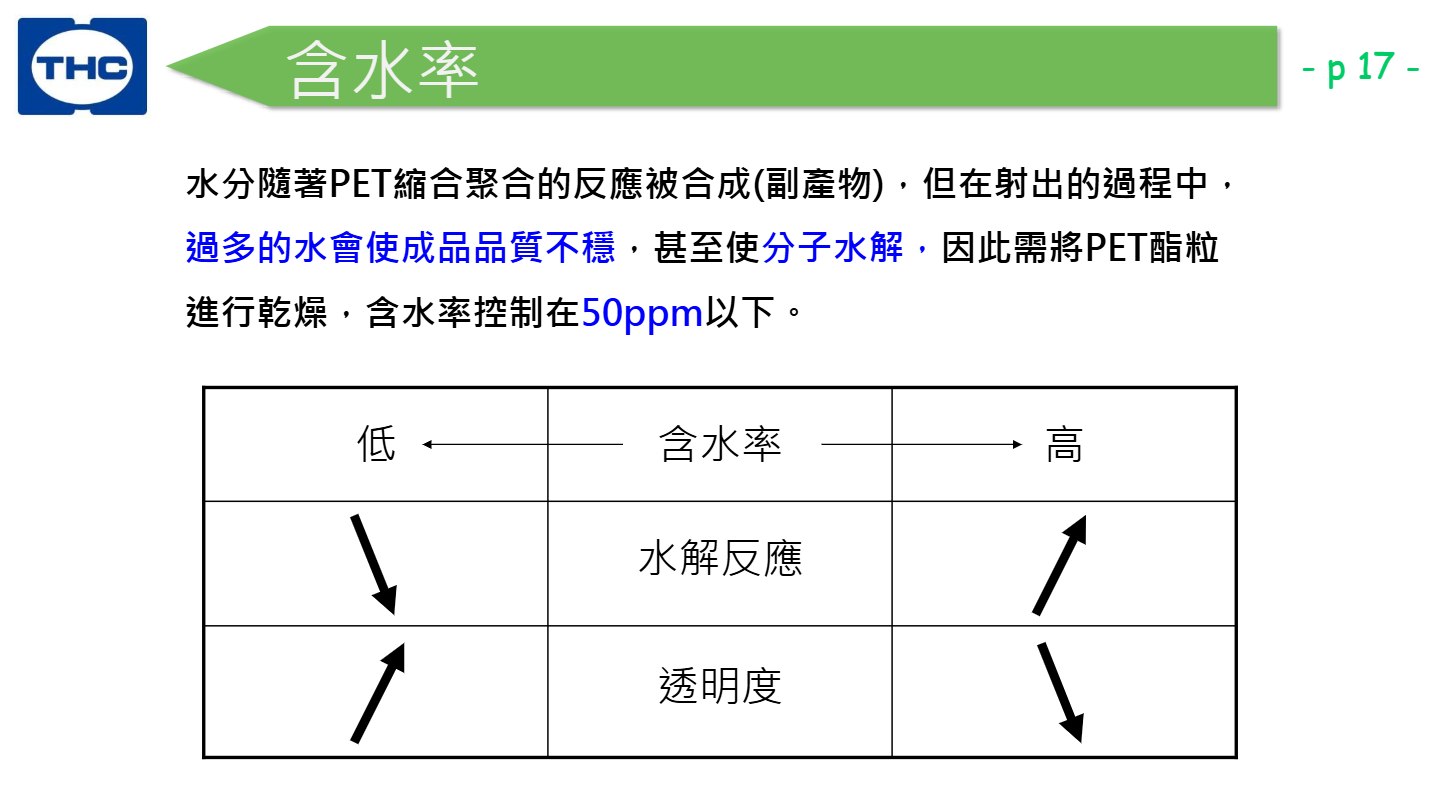 THC
含水率
- p 17 -
水分隨著PET縮合聚合的反應被合成(副產物)，但在射出的過程中，
過多的水會使成品品質不穩，甚至使分子水解，因此需將PET酯粒
進行乾燥，含水率控制在50ppm以下。
低 含水率 高
水解反應
透明度